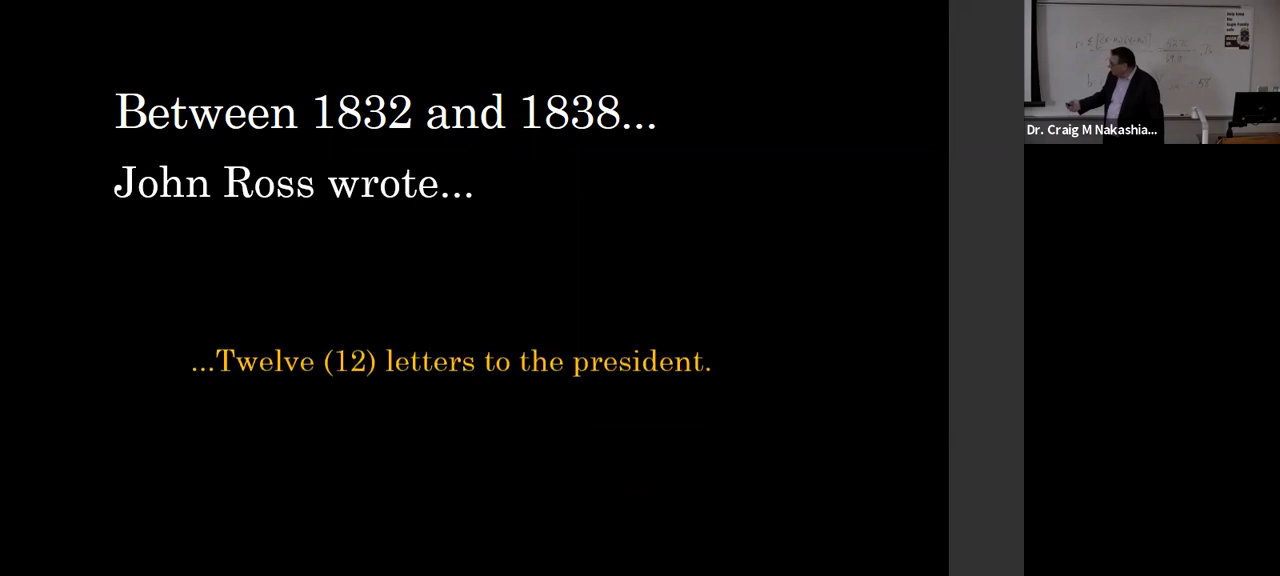 Between 1832 and 1838...
John Ross wrote...
...Twelve (12) letters to the president.
Dr. Craig M Nakashia...